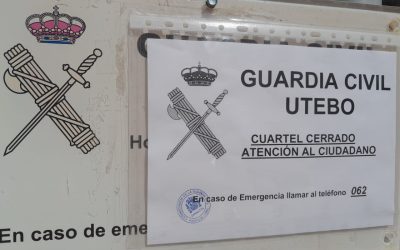 GUARDIA CIVIL
UTEBO
CUARTEL CERRADO
ATENCIÓN AL CIUDADANO
En caso de Emergencia llamar al teléfono 062
En caso de eme